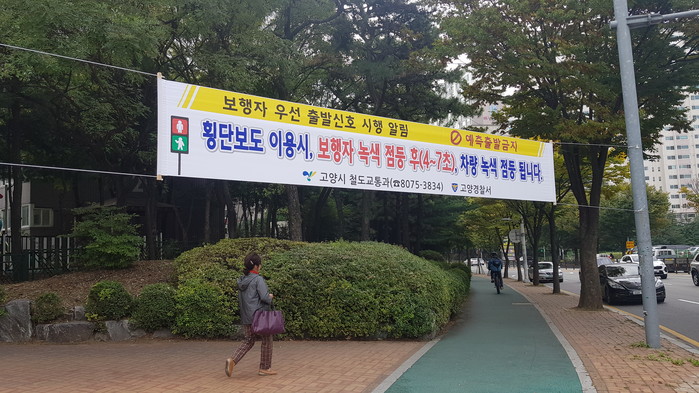 보행자 우선 출발신호 시행 알림
예측출발금지
횡단보도 이용시, 보행자 녹색 점등 후(4~7초), 차량 녹색 점등 됩니다.
고양시 철도교통과(☎8075-3834)
고양경찰서